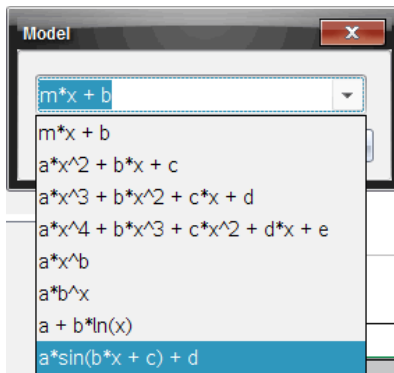 Model
x
m*x + b
m*x + b
a*x^2 + b*x + c
a*x^3 + b*x^2 + c*x + d
a*x^4 + b*x^3 + c*x^2 + d*x + e
a*x^b
a*b^x
a + b*ln(x)
a*sin(b*x + c) + d